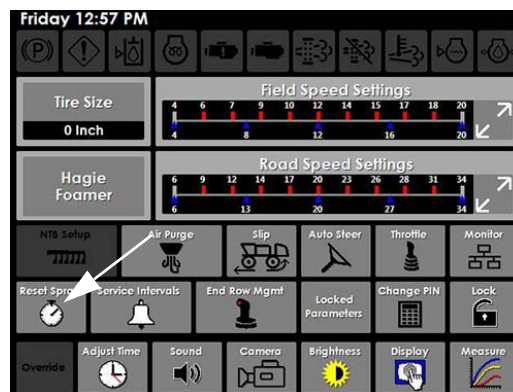 Friday 12:57 PM
(P)
Tire Size
0 Inch
Field Speed Settings
4 6 7 9 10 12 14 15 17 18 20
4 8 12 16 20
Hagie
Foamer
Road Speed Settings
6 9 12 14 17 20 23 26 28 31 34
6 13 20 27 34
NTB Setup
Air Purge
Slip
Auto Steer
Throttle
Monitor
Reset Spra
Service Intervals
End Row Mgmt
Locked
Parameters
Change PIN
Lock
Override
Adjust Time
Sound
Camera
Brightness
Display
Measure